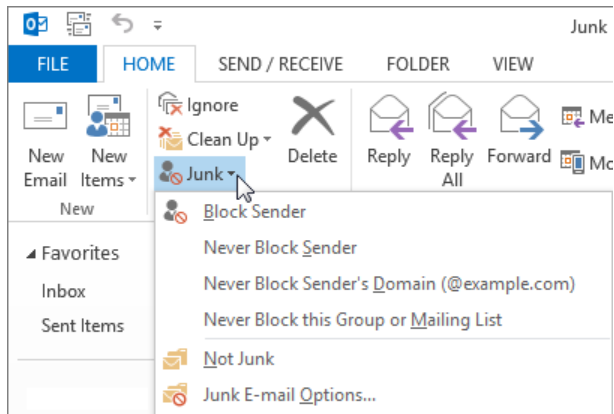 Junk
FILE HOME SEND / RECEIVE FOLDER VIEW
New Email
New Items
New
Ignore
Clean Up
Junk
Delete
Reply
Reply All
Forward
Me
Mo
Block Sender
Never Block Sender
Never Block Sender's Domain (@example.com)
Never Block this Group or Mailing List
Not Junk
Junk E-mail Options...
Favorites
Inbox
Sent Items